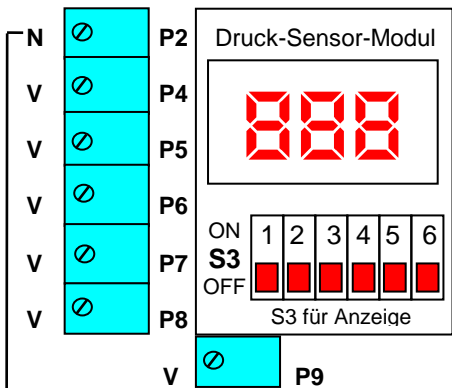 N P2 Druck-Sensor-Modul
V P4
888
V P5
V P6
ON 1 2 3 4 5 6
V P7 S3
OFF
V P8 S3 für Anzeige
V P9